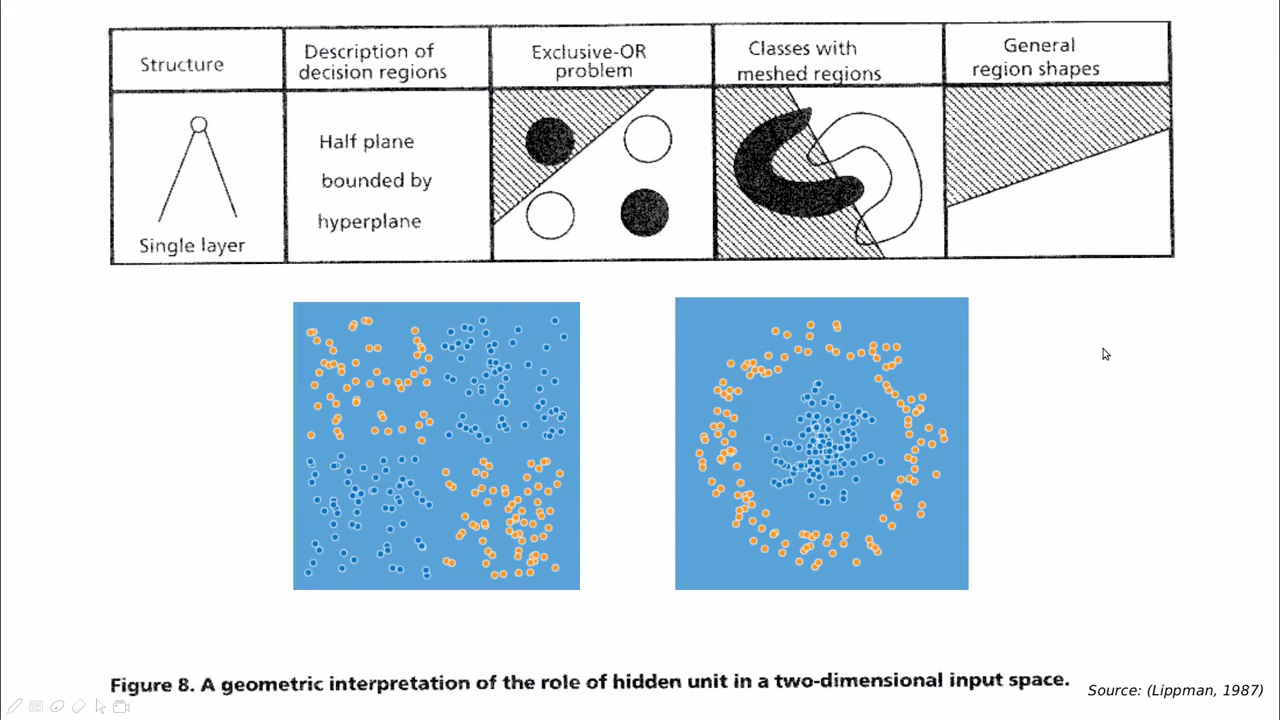 Structure
Description of
decision regions
Exclusive-OR
problem
Classes with
meshed regions
General
region shapes
Single layer
Half plane
bounded by
hyperplane
Figure 8. A geometric interpretation of the role of hidden unit in a two-dimensional input space.
Source: (Lippman, 1987)